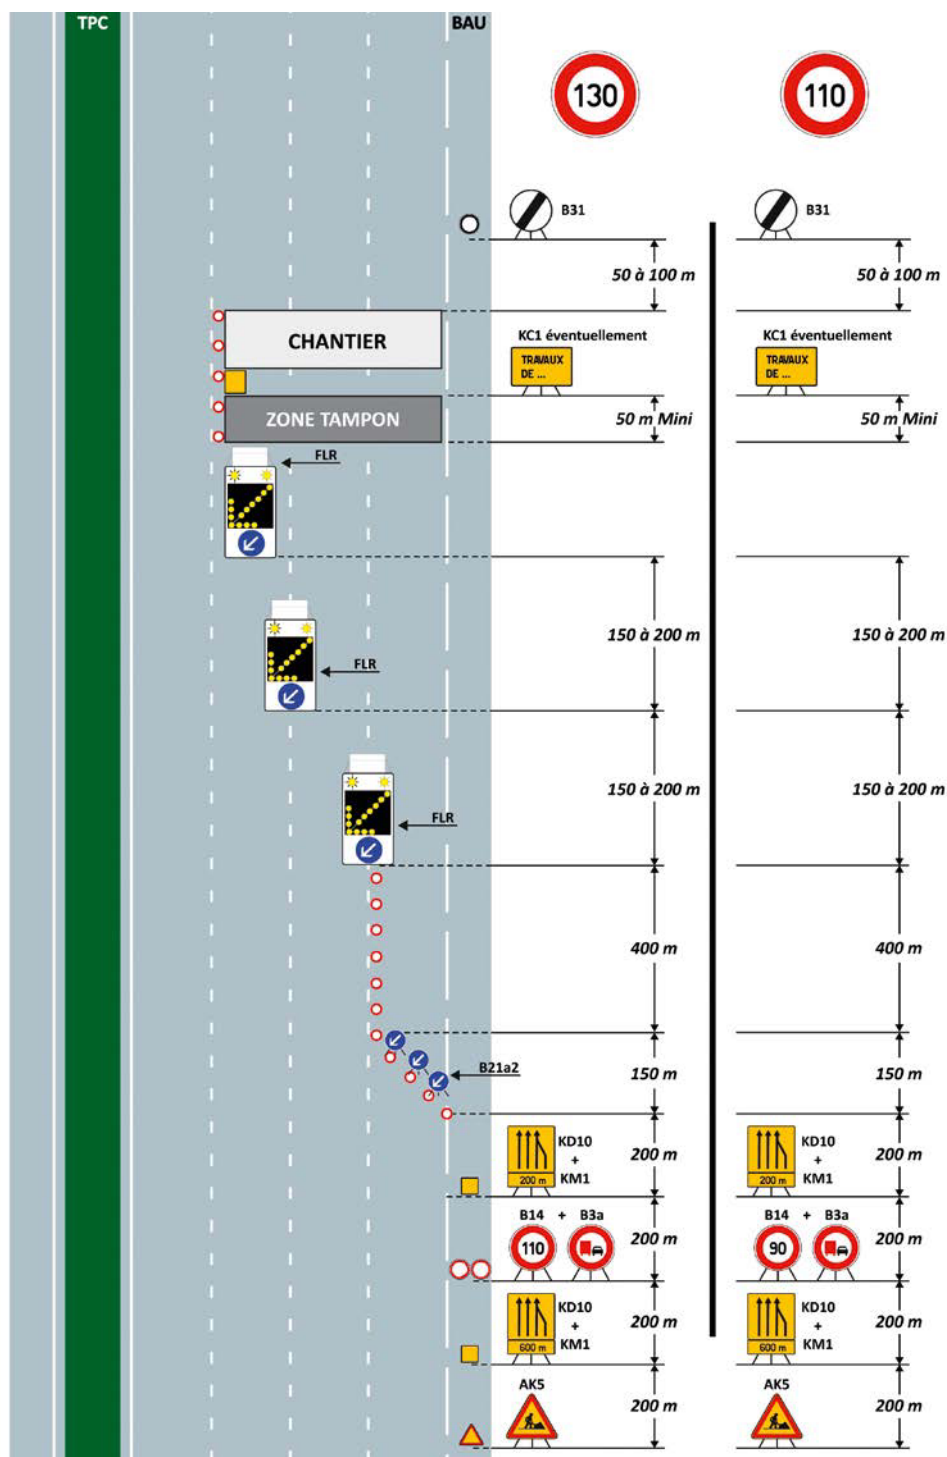 TPC
BAU
130
110
B31
B31
50 à 100 m
50 à 100 m
CHANTIER
KC1 éventuellement
KC1 éventuellement
TRAVAUX
DE ...
TRAVAUX
DE ...
ZONE TAMPON
50 m Mini
50 m Mini
FLR
150 à 200 m
150 à 200 m
FLR
150 à 200 m
150 à 200 m
FLR
400 m
400 m
B21a2
150 m
150 m
KD10
+
KM1
200 m
200 m
KD10
+
KM1
200 m
200 m
B14 + B3a
110
200 m
B14 + B3a
90
200 m
KD10
+
KM1
600 m
200 m
KD10
+
KM1
600 m
200 m
AK5
200 m
AK5
200 m